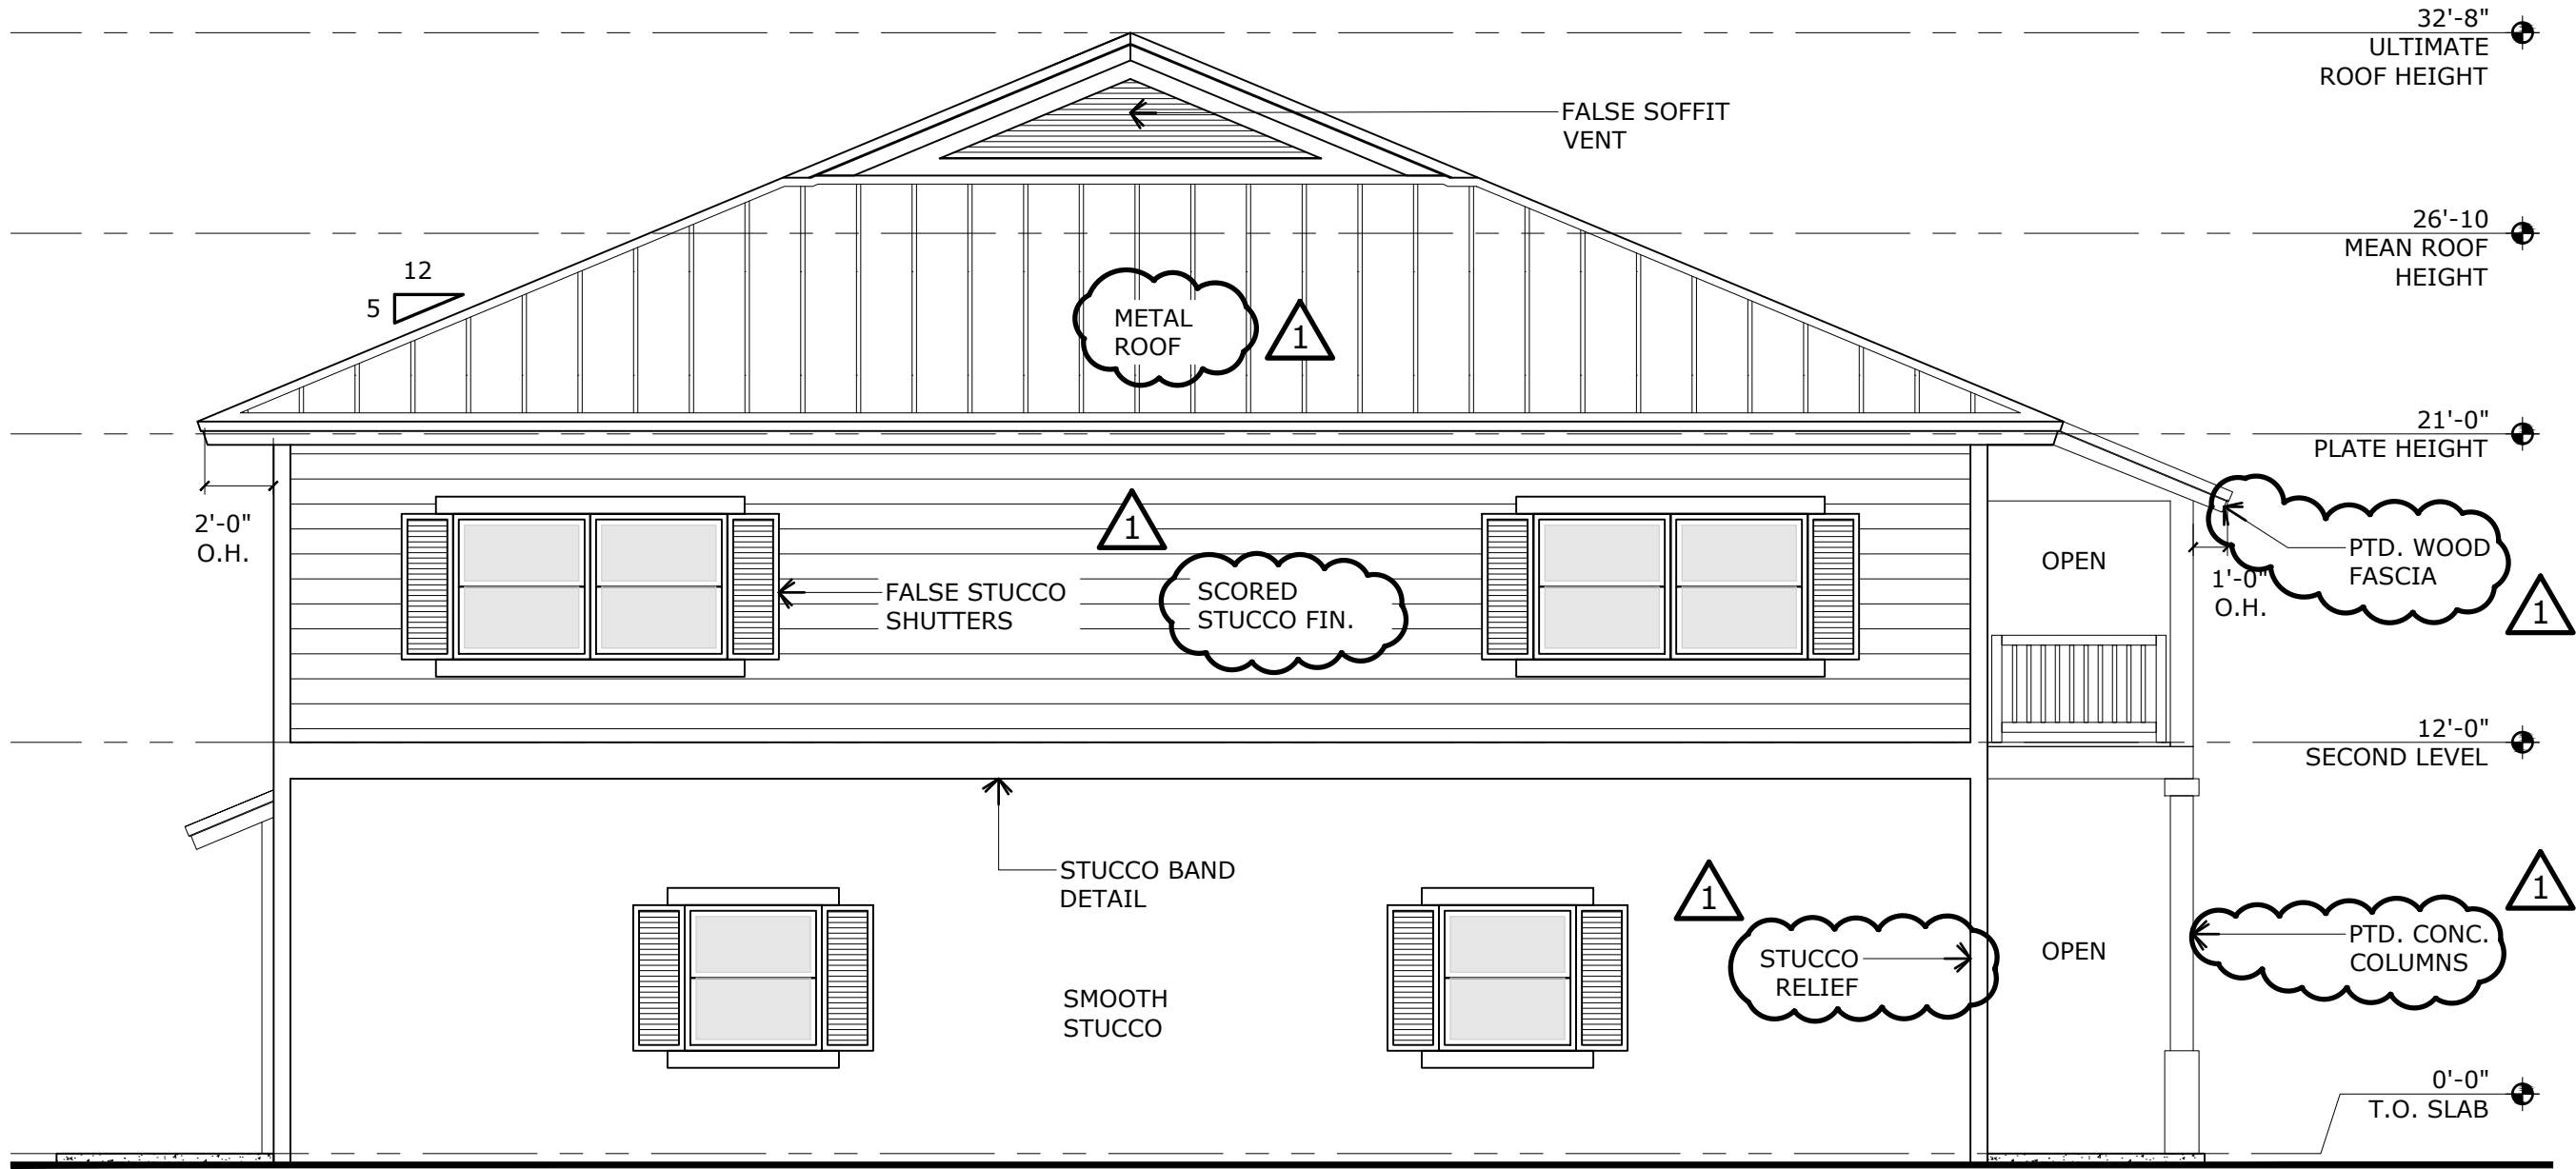 32'-8"
ULTIMATE
ROOF HEIGHT
FALSE SOFFIT
VENT
26'-10
MEAN ROOF
HEIGHT
12
5
METAL
ROOF
1
21'-0"
PLATE HEIGHT
2'-0"
O.H.
1
FALSE STUCCO
SHUTTERS
SCORED
STUCCO FIN.
OPEN
PTD. WOOD
FASCIA
1'-0"
O.H.
1
12'-0"
SECOND LEVEL
STUCCO BAND
DETAIL
1
STUCCO
RELIEF
OPEN
1
PTD. CONC.
COLUMNS
SMOOTH
STUCCO
0'-0"
T.O. SLAB